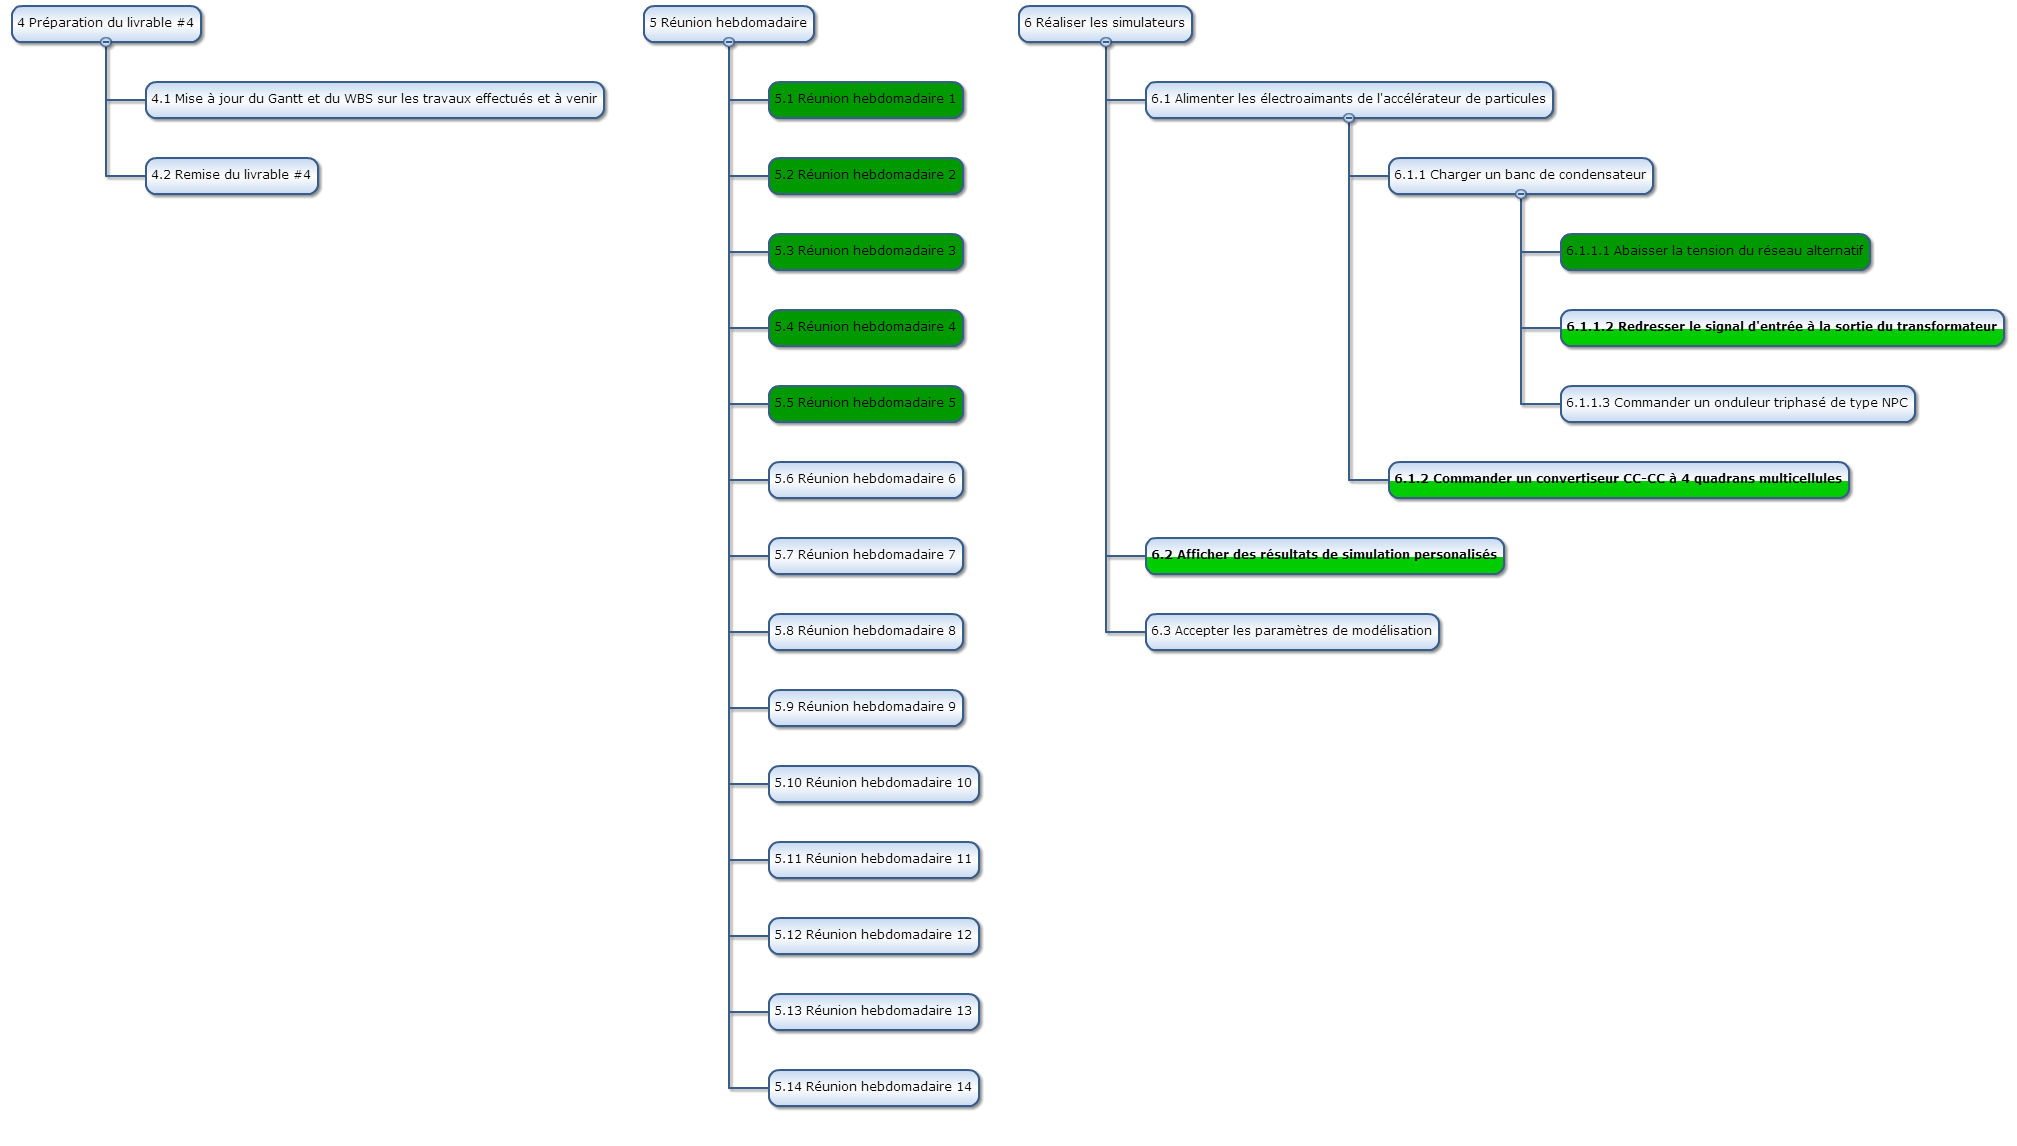 4 Préparation du livrable #4
4.1 Mise à jour du Gantt et du WBS sur les travaux effectués et à venir
4.2 Remise du livrable #4
5 Réunion hebdomadaire
5.1 Réunion hebdomadaire 1
5.2 Réunion hebdomadaire 2
5.3 Réunion hebdomadaire 3
5.4 Réunion hebdomadaire 4
5.5 Réunion hebdomadaire 5
5.6 Réunion hebdomadaire 6
5.7 Réunion hebdomadaire 7
5.8 Réunion hebdomadaire 8
5.9 Réunion hebdomadaire 9
5.10 Réunion hebdomadaire 10
5.11 Réunion hebdomadaire 11
5.12 Réunion hebdomadaire 12
5.13 Réunion hebdomadaire 13
5.14 Réunion hebdomadaire 14
6 Réaliser les simulateurs
6.1 Alimenter les électroaimants de l'accélérateur de particules
6.1.1 Charger un banc de condensateur
6.1.1.1 Abaisser la tension du réseau alternatif
6.1.1.2 Redresser le signal d'entrée à la sortie du transformateur
6.1.1.3 Commander un onduleur triphasé de type NPC
6.1.2 Commander un convertiseur CC-CC à 4 quadrans multicellules
6.2 Afficher des résultats de simulation personalisés
6.3 Accepter les paramètres de modélisation